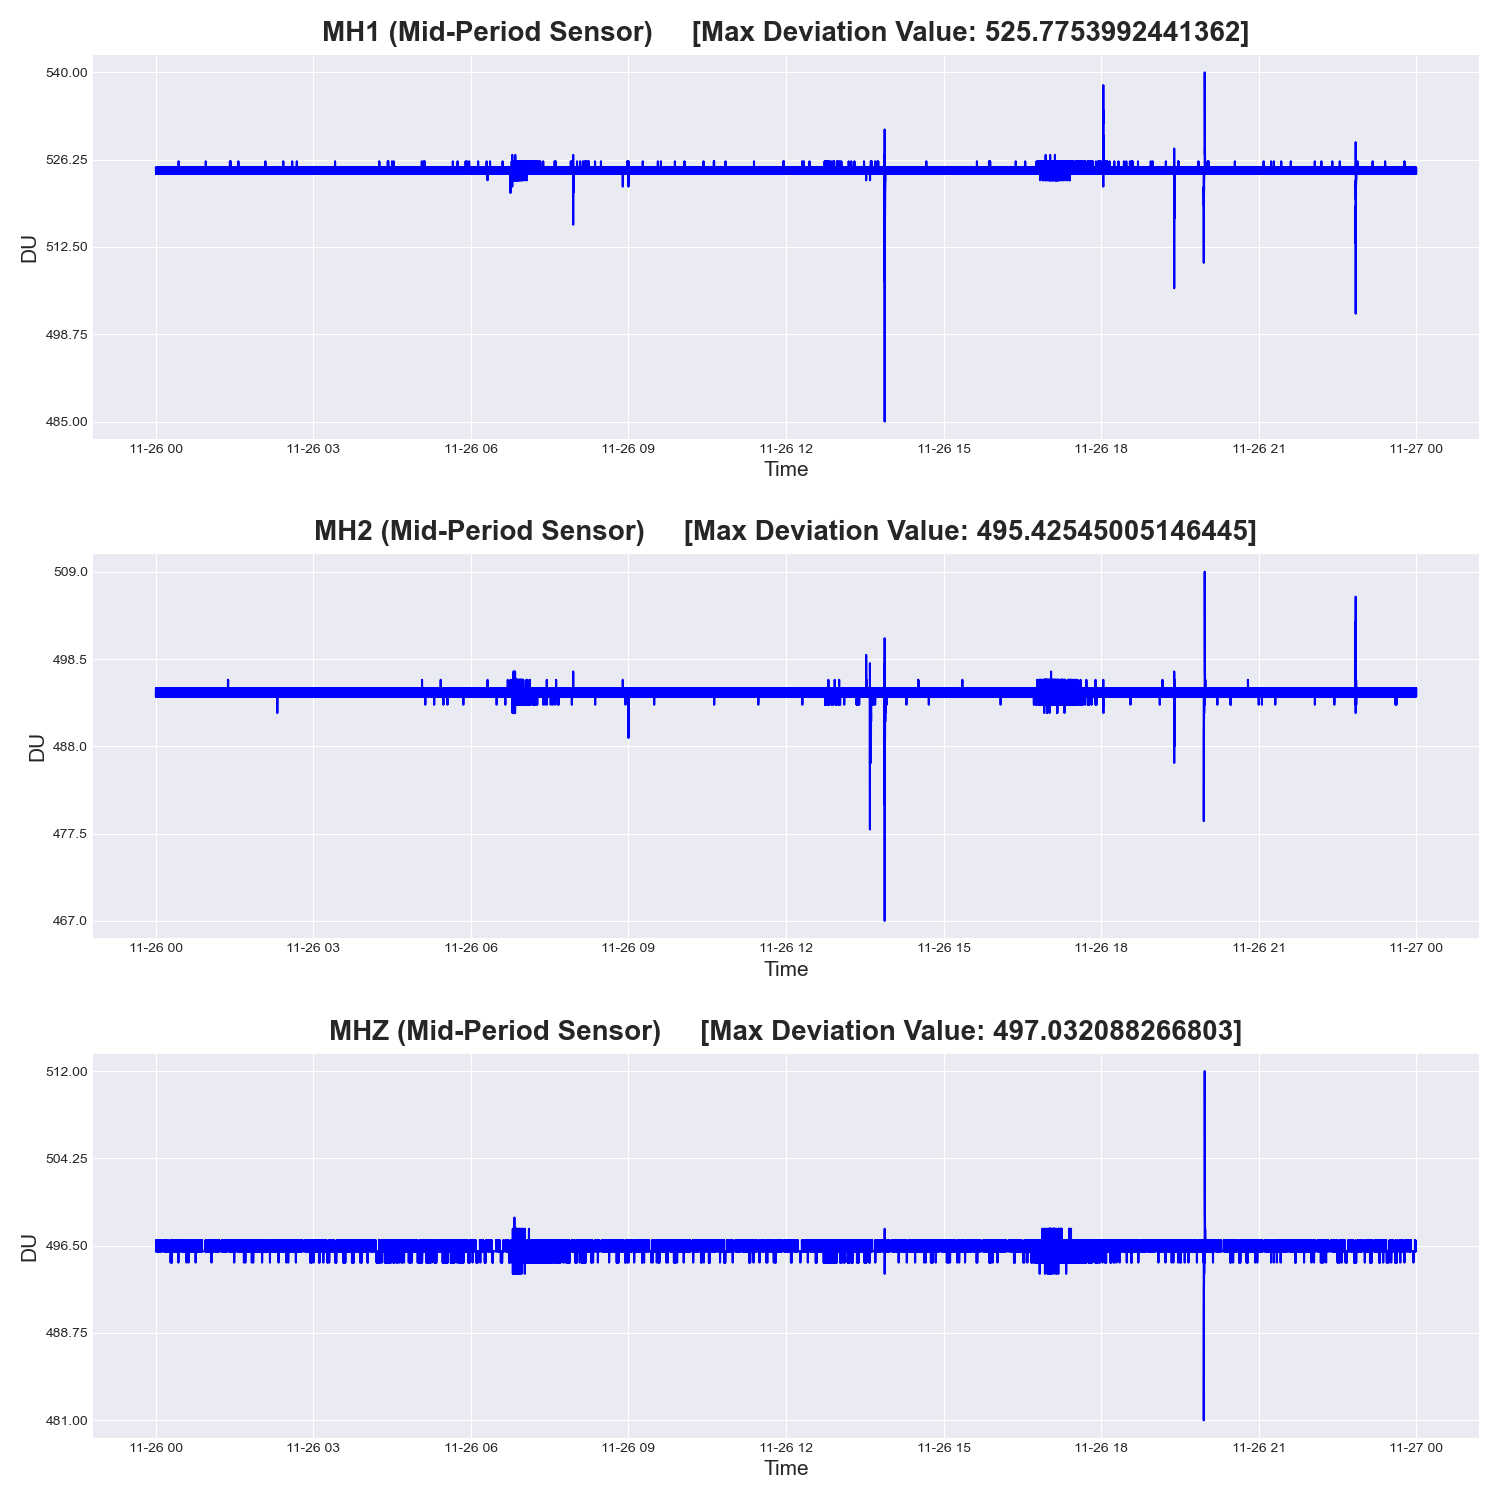 MH1 (Mid-Period Sensor) [Max Deviation Value: 525.7753992441362]
540.00
526.25
512.50
498.75
485.00
DU
11-26 00 11-26 03 11-26 06 11-26 09 11-26 12 11-26 15 11-26 18 11-26 21 11-27 00
Time
MH2 (Mid-Period Sensor) [Max Deviation Value: 495.42545005146445]
509.0
498.5
488.0
477.5
467.0
DU
11-26 00 11-26 03 11-26 06 11-26 09 11-26 12 11-26 15 11-26 18 11-26 21 11-27 00
Time
MHZ (Mid-Period Sensor) [Max Deviation Value: 497.032088266803]
512.00
504.25
496.50
488.75
481.00
DU
11-26 00 11-26 03 11-26 06 11-26 09 11-26 12 11-26 15 11-26 18 11-26 21 11-27 00
Time